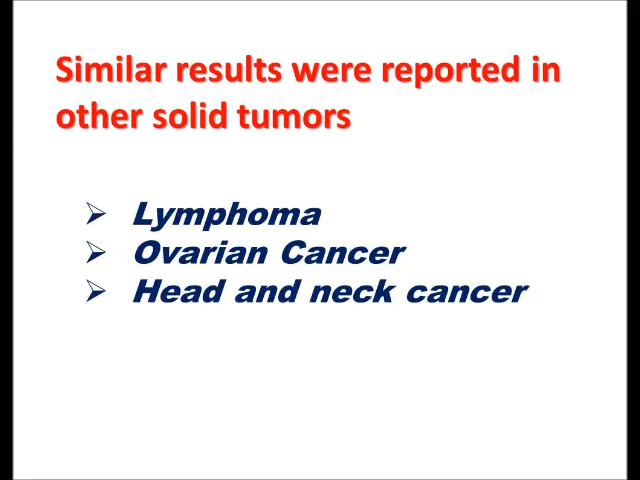 Similar results were reported in
other solid tumors
➢ Lymphoma
➢ Ovarian Cancer
➢ Head and neck cancer